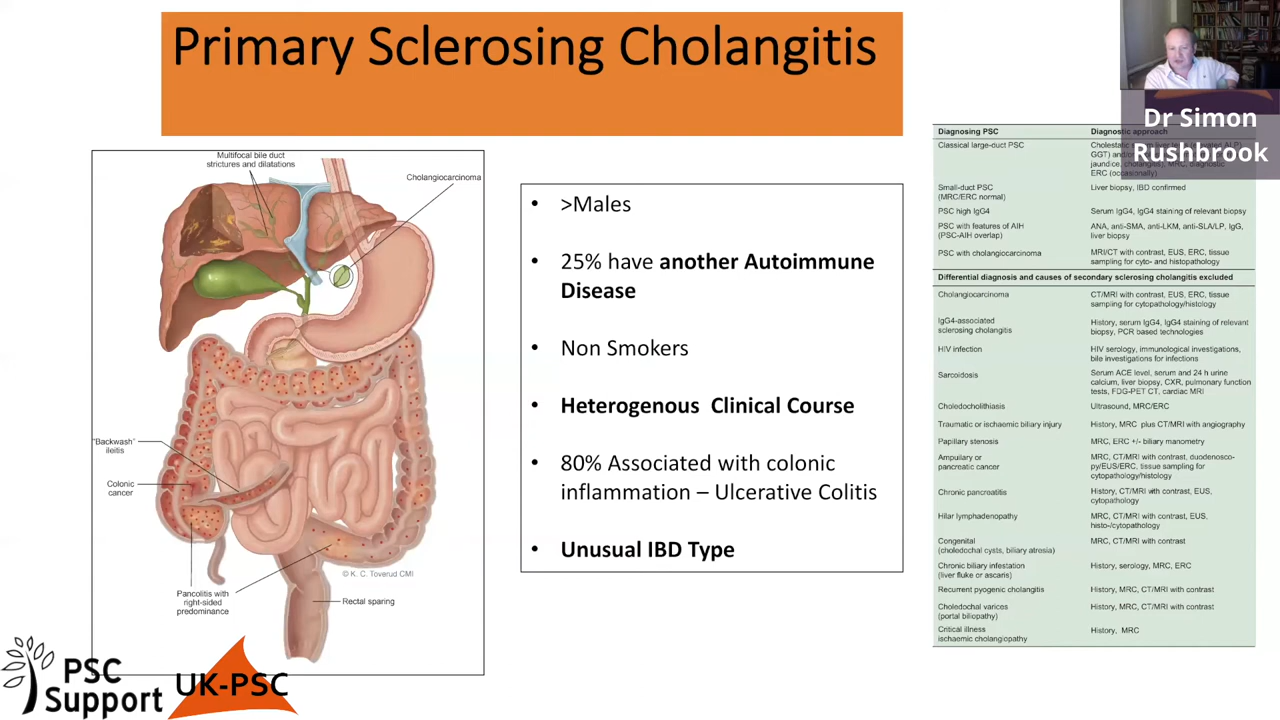 Primary Sclerosing Cholangitis
Multifocal bile duct
strictures and dilatations
Cholangiocarcinoma
"Backwash"
ileitis
Colonic
cancer
Pancolitis with
right-sided
predominance
© K. C. Toverud CMI
Rectal sparing
• >Males
• 25% have another Autoimmune
Disease
• Non Smokers
• Heterogenous Clinical Course
• 80% Associated with colonic
inflammation – Ulcerative Colitis
• Unusual IBD Type
Dr Simon
Rushbrook
Diagnosing PSC Diagnostic approach
Classical large-duct PSC
GGT) and/
jaundice, MRC, diagnostic
ERC (occasionally)
Small-duct PSC Liver biopsy, IBD confirmed
(MRC/ERC normal)
PSC high IgG4 Serum IgG4, IgG4 staining of relevant biopsy
PSC with features of AIH ANA, anti-SMA, anti-LKM, anti-SLA/LP, IgG,
(PSC-AIH overlap) liver biopsy
PSC with cholangiocarcinoma MRI/CT with contrast, EUS, ERC, tissue
sampling for cyto- and histopathology
Differential diagnosis and causes of secondary sclerosing cholangitis excluded
Cholangiocarcinoma CT/MRI with contrast, EUS, ERC, tissue
sampling for cytopathology/histology
IgG4-associated History, serum IgG4, IgG4 staining of relevant
sclerosing cholangitis biopsy, PCR based technologies
HIV infection HIV serology, immunological investigations,
bile investigations for infections
Sarcoidosis Serum ACE level, serum and 24 h urine
calcium, liver biopsy, CXR, pulmonary function
tests, FDG-PET CT, cardiac MRI
Choledocholithiasis Ultrasound, MRC/ERC
Traumatic or ischaemic biliary injury History, MRC plus CT/MRI with angiography
Papillary stenosis MRC, ERC +/- biliary manometry
Ampullary or MRC, CT/MRI with contrast, duodenosco-
pancreatic cancer py/EUS/ERC, tissue sampling for
cytopathology/histology
Chronic pancreatitis History, CT/MRI with contrast, EUS,
cytopathology
Hilar lymphadenopathy MRC, CT/MRI with contrast, EUS,
histo-/cytopathology
Congenital MRC, CT/MRI with contrast
(choledochal cysts, biliary atresia)
Chronic biliary infestation History, serology, MRC, ERC
(liver fluke or ascaris)
Recurrent pyogenic cholangitis History, MRC, CT/MRI with contrast
Choledochal varices History, MRC, CT/MRI with contrast
(portal biliopathy)
Critical illness History, MRC
ischaemic cholangiopathy
PSC
Support
UK-PSC